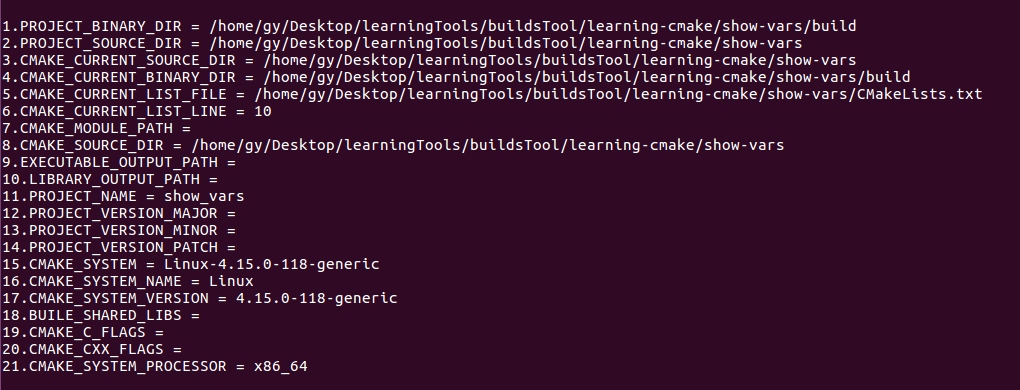 1.PROJECT_BINARY_DIR = /home/gy/Desktop/learningTools/buildsTool/learning-cmake/show-vars/build
2.PROJECT_SOURCE_DIR = /home/gy/Desktop/learningTools/buildsTool/learning-cmake/show-vars
3.CMAKE_CURRENT_SOURCE_DIR = /home/gy/Desktop/learningTools/buildsTool/learning-cmake/show-vars
4.CMAKE_CURRENT_BINARY_DIR = /home/gy/Desktop/learningTools/buildsTool/learning-cmake/show-vars/build
5.CMAKE_CURRENT_LIST_FILE = /home/gy/Desktop/learningTools/buildsTool/learning-cmake/show-vars/CMakeLists.txt
6.CMAKE_CURRENT_LIST_LINE = 10
7.CMAKE_MODULE_PATH =
8.CMAKE_SOURCE_DIR = /home/gy/Desktop/learningTools/buildsTool/learning-cmake/show-vars
9.EXECUTABLE_OUTPUT_PATH =
10.LIBRARY_OUTPUT_PATH =
11.PROJECT_NAME = show_vars
12.PROJECT_VERSION_MAJOR =
13.PROJECT_VERSION_MINOR =
14.PROJECT_VERSION_PATCH =
15.CMAKE_SYSTEM = Linux-4.15.0-118-generic
16.CMAKE_SYSTEM_NAME = Linux
17.CMAKE_SYSTEM_VERSION = 4.15.0-118-generic
18.BUILE_SHARED_LIBS =
19.CMAKE_C_FLAGS =
20.CMAKE_CXX_FLAGS =
21.CMAKE_SYSTEM_PROCESSOR = x86_64